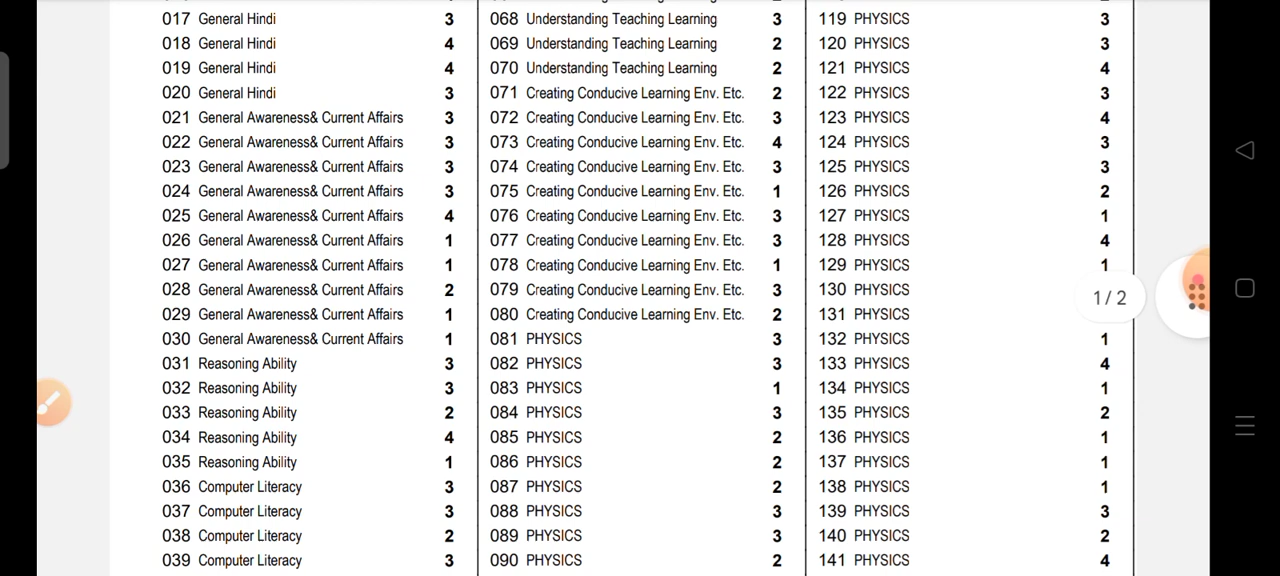 017 General Hindi 3
018 General Hindi 4
019 General Hindi 4
020 General Hindi 3
021 General Awareness& Current Affairs 3
022 General Awareness& Current Affairs 3
023 General Awareness& Current Affairs 3
024 General Awareness& Current Affairs 3
025 General Awareness& Current Affairs 4
026 General Awareness& Current Affairs 1
027 General Awareness& Current Affairs 1
028 General Awareness& Current Affairs 2
029 General Awareness& Current Affairs 1
030 General Awareness& Current Affairs 1
031 Reasoning Ability 3
032 Reasoning Ability 3
033 Reasoning Ability 2
034 Reasoning Ability 4
035 Reasoning Ability 1
036 Computer Literacy 3
037 Computer Literacy 3
038 Computer Literacy 2
039 Computer Literacy 3
068 Understanding Teaching Learning 3
069 Understanding Teaching Learning 2
070 Understanding Teaching Learning 2
071 Creating Conducive Learning Env. Etc. 2
072 Creating Conducive Learning Env. Etc. 3
073 Creating Conducive Learning Env. Etc. 4
074 Creating Conducive Learning Env. Etc. 3
075 Creating Conducive Learning Env. Etc. 1
076 Creating Conducive Learning Env. Etc. 3
077 Creating Conducive Learning Env. Etc. 3
078 Creating Conducive Learning Env. Etc. 1
079 Creating Conducive Learning Env. Etc. 3
080 Creating Conducive Learning Env. Etc. 2
081 PHYSICS 3
082 PHYSICS 3
083 PHYSICS 1
084 PHYSICS 3
085 PHYSICS 2
086 PHYSICS 2
087 PHYSICS 2
088 PHYSICS 3
089 PHYSICS 3
090 PHYSICS 2
119 PHYSICS 3
120 PHYSICS 3
121 PHYSICS 4
122 PHYSICS 3
123 PHYSICS 4
124 PHYSICS 3
125 PHYSICS 3
126 PHYSICS 2
127 PHYSICS 1
128 PHYSICS 4
129 PHYSICS 1
130 PHYSICS
131 PHYSICS
132 PHYSICS 1
133 PHYSICS 4
134 PHYSICS 1
135 PHYSICS 2
136 PHYSICS 1
137 PHYSICS 1
138 PHYSICS 1
139 PHYSICS 3
140 PHYSICS 2
141 PHYSICS 4
1 / 2